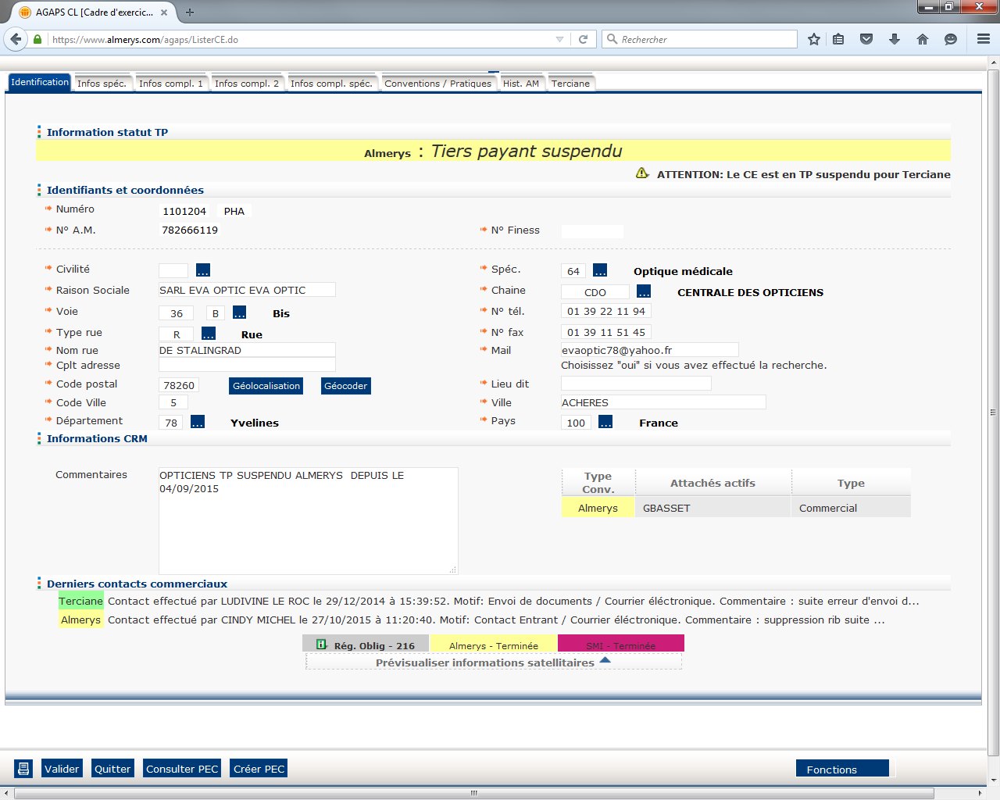 AGAPS CL [Cadre d'exercic...
https://www.almerys.com/agaps/ListerCE.do
Rechercher
Identification
Infos spéc.
Infos compl. 1
Infos compl. 2
Infos compl. spéc.
Conventions / Pratiques
Hist. AM
Terciane
Information statut TP
Almerys : Tiers payant suspendu
ATTENTION: Le CE est en TP suspendu pour Terciane
Identifiants et coordonnées
Numéro 1101204 PHA
N° A.M. 782666119 N° Finess
Civilité ... Spéc. 64 ... Optique médicale
Raison Sociale SARL EVA OPTIC EVA OPTIC Chaine CDO ... CENTRALE DES OPTICIENS
Voie 36 B ... Bis N° tél. 01 39 22 11 94
Type rue R ... Rue N° fax 01 39 11 51 45
Nom rue DE STALINGRAD Mail evaoptic78@yahoo.fr
Cplt adresse Choisissez "oui" si vous avez effectué la recherche.
Code postal 78260 Géolocalisation Géocoder Lieu dit
Code Ville 5 Ville ACHERES
Département 78 ... Yvelines Pays 100 ... France
Informations CRM
Commentaires OPTICIENS TP SUSPENDU ALMERYS DEPUIS LE
04/09/2015
Type Conv. Attachés actifs Type
Almerys GBASSET Commercial
Derniers contacts commerciaux
Terciane Contact effectué par LUDIVINE LE ROC le 29/12/2014 à 15:39:52. Motif: Envoi de documents / Courrier éléctronique. Commentaire : suite erreur d'envoi d...
Almerys Contact effectué par CINDY MICHEL le 27/10/2015 à 11:20:40. Motif: Contact Entrant / Courrier éléctronique. Commentaire : suppression rib suite ...
Rég. Oblig - 216 Almerys - Terminée SMI - Terminée
Prévisualiser informations satellitaires
Valider Quitter Consulter PEC Créer PEC Fonctions